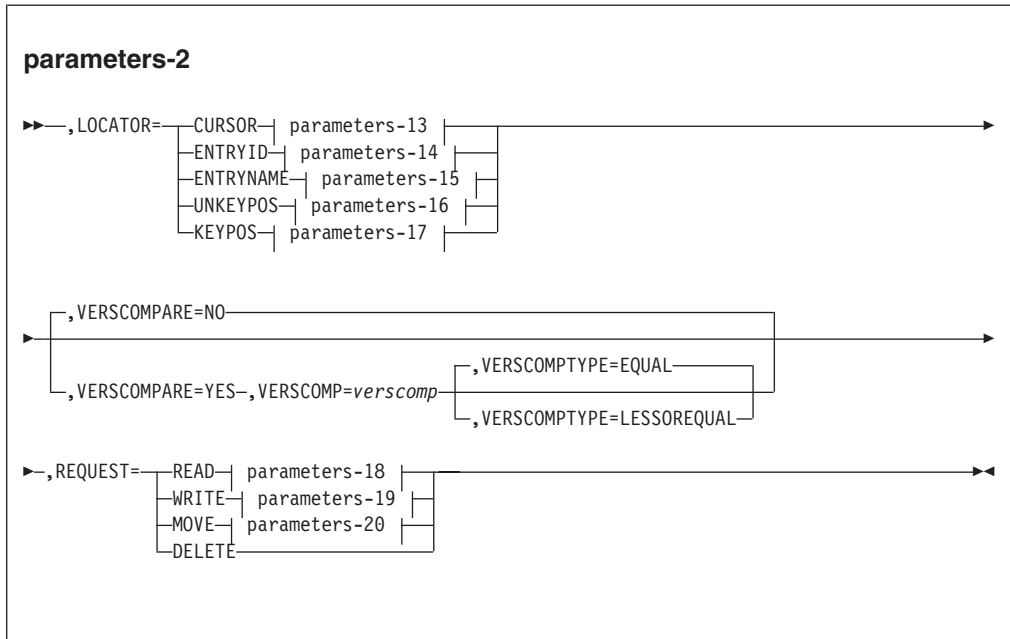 parameters-2
,LOCATOR= CURSOR parameters-13
ENTRYID parameters-14
ENTRYNAME parameters-15
UNKEYPOS parameters-16
KEYPOS parameters-17
,VERSCOMPARE=NO
,VERSCOMPARE=YES ,VERSCOMP=verscomp ,VERSCOMPTYPE=EQUAL
,VERSCOMPTYPE=LESSOREQUAL
,REQUEST= READ parameters-18
WRITE parameters-19
MOVE parameters-20
DELETE